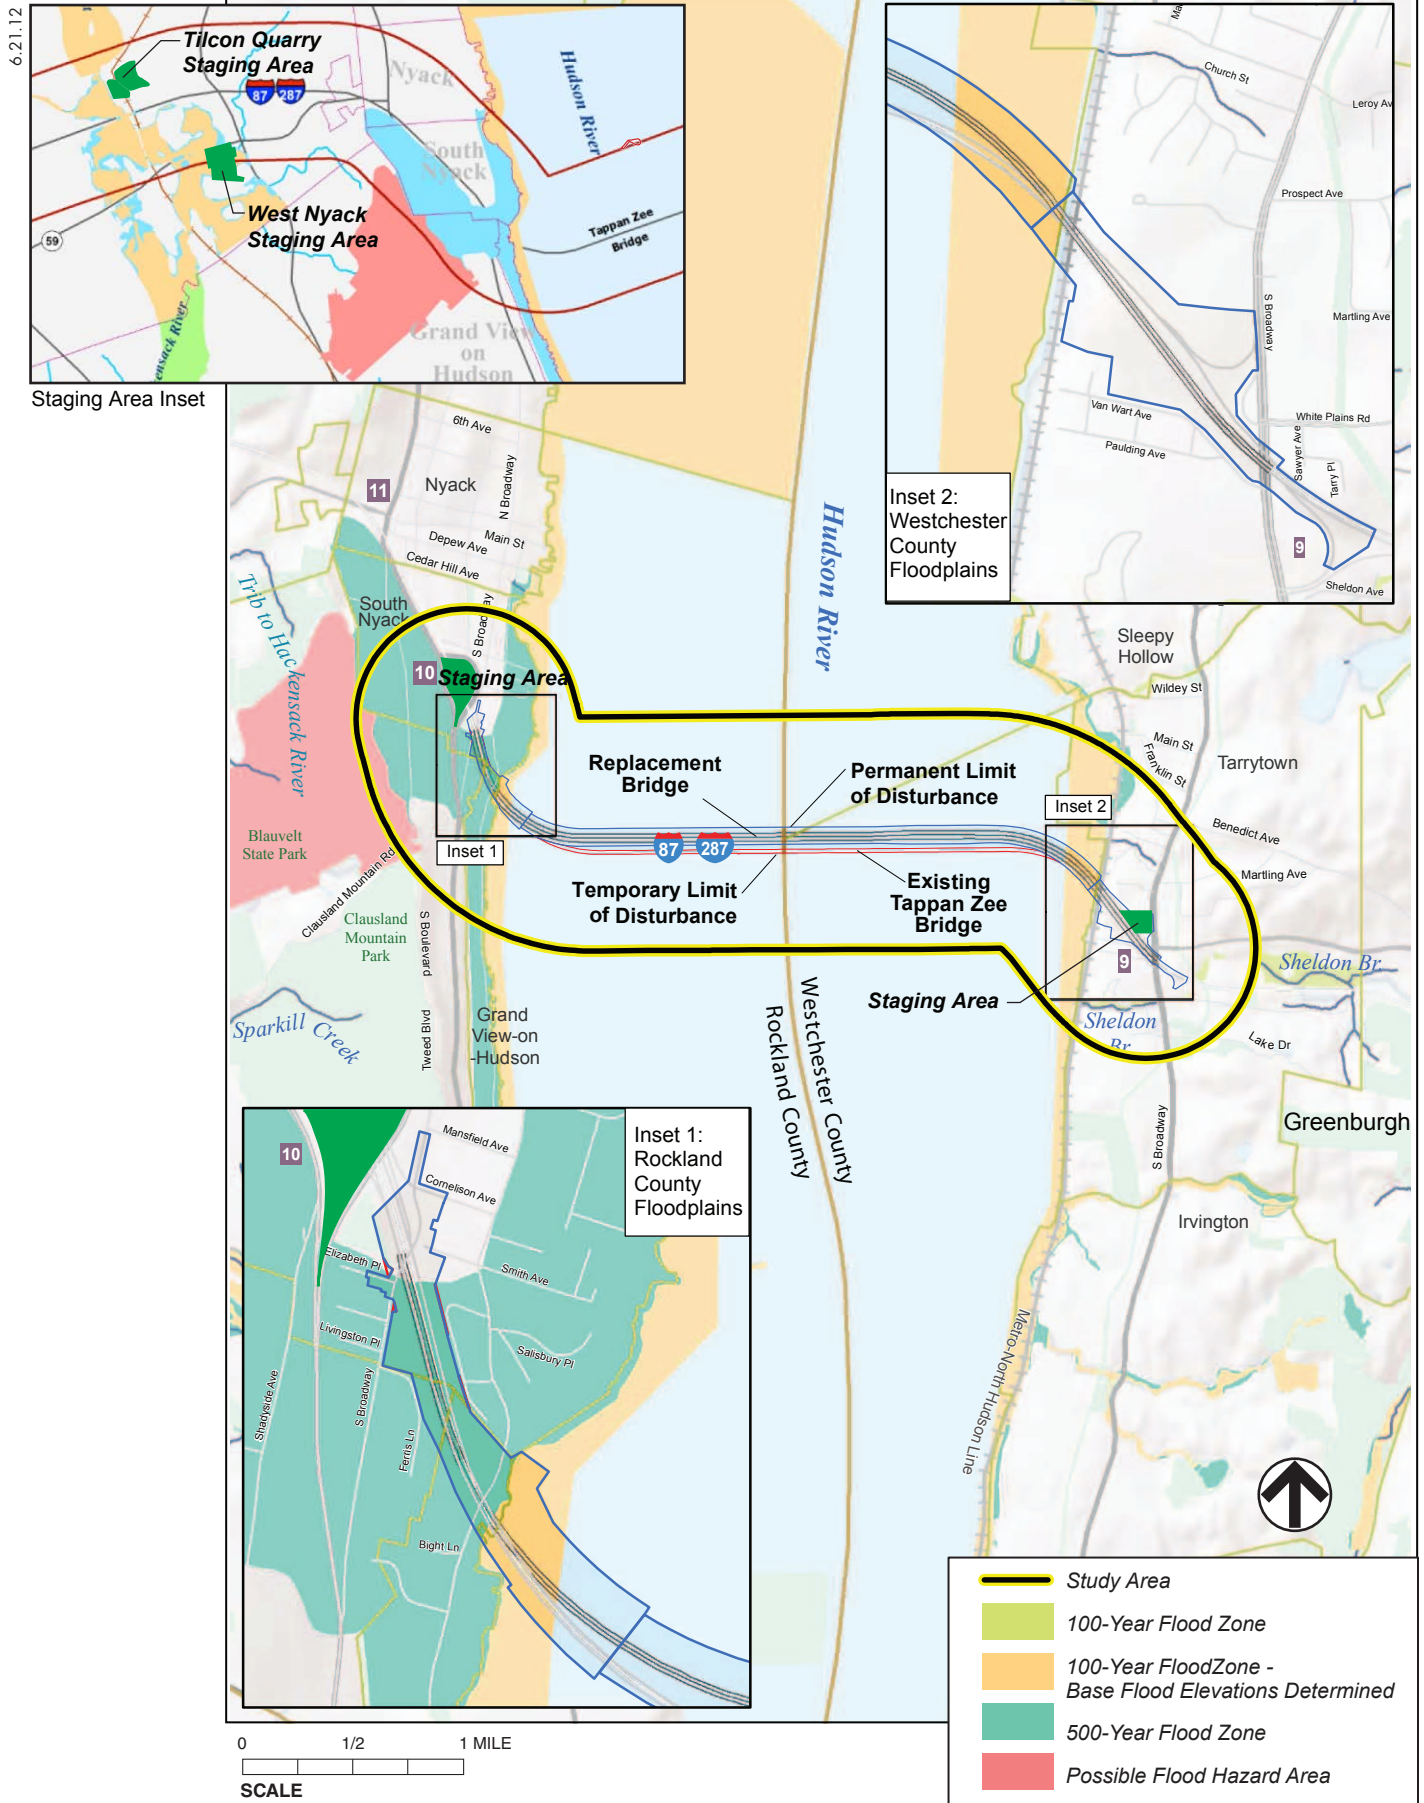 6.21.12
Tilcon Quarry
Staging Area
87 287
Nyack
Hudson River
South
Nyack
West Nyack
Staging Area
59
Tappan Zee
Bridge
ensack River
Grand View
on
Hudson
Staging Area Inset
Church St
Leroy Av
Prospect Ave
S Broadway
Martling Ave
Van Wart Ave
Paulding Ave
White Plains Rd
Sawyer Ave
Tarry Pl
9
Sheldon Ave
Inset 2:
Westchester
County
Floodplains
6th Ave
11
Nyack
N Broadway
Main St
Depew Ave
Cedar Hill Ave
Hudson River
Trib to Hackensack River
South
Nyack
S Broadway
10
Staging Area
Sleepy
Hollow
Wildey St
Main St
Franklin St
Tarrytown
Replacement
Bridge
Permanent Limit
of Disturbance
Inset 2
Benedict Ave
Blauvelt
State Park
Inset 1
87 287
Martling Ave
Clausland Mountain Rd
Temporary Limit
of Disturbance
Existing
Tappan Zee
Bridge
Clausland
Mountain
Park
S Boulevard
9
Sheldon Br.
Staging Area
Sparkill Creek
Tweed Blvd
Grand
View-on
-Hudson
Westchester County
Rockland County
Sheldon
Br.
Lake Dr
Greenburgh
S Broadway
Irvington
Metro-North Hudson Line
10
Mansfield Ave
Cornelison Ave
Inset 1:
Rockland
County
Floodplains
Elizabeth Pl
Smith Ave
Livingston Pl
Salisbury Pl
Shadyside Ave
S Broadway
Ferris Ln
Bight Ln
Study Area
100-Year Flood Zone
100-Year FloodZone -
Base Flood Elevations Determined
500-Year Flood Zone
Possible Flood Hazard Area
0 1/2 1 MILE
SCALE